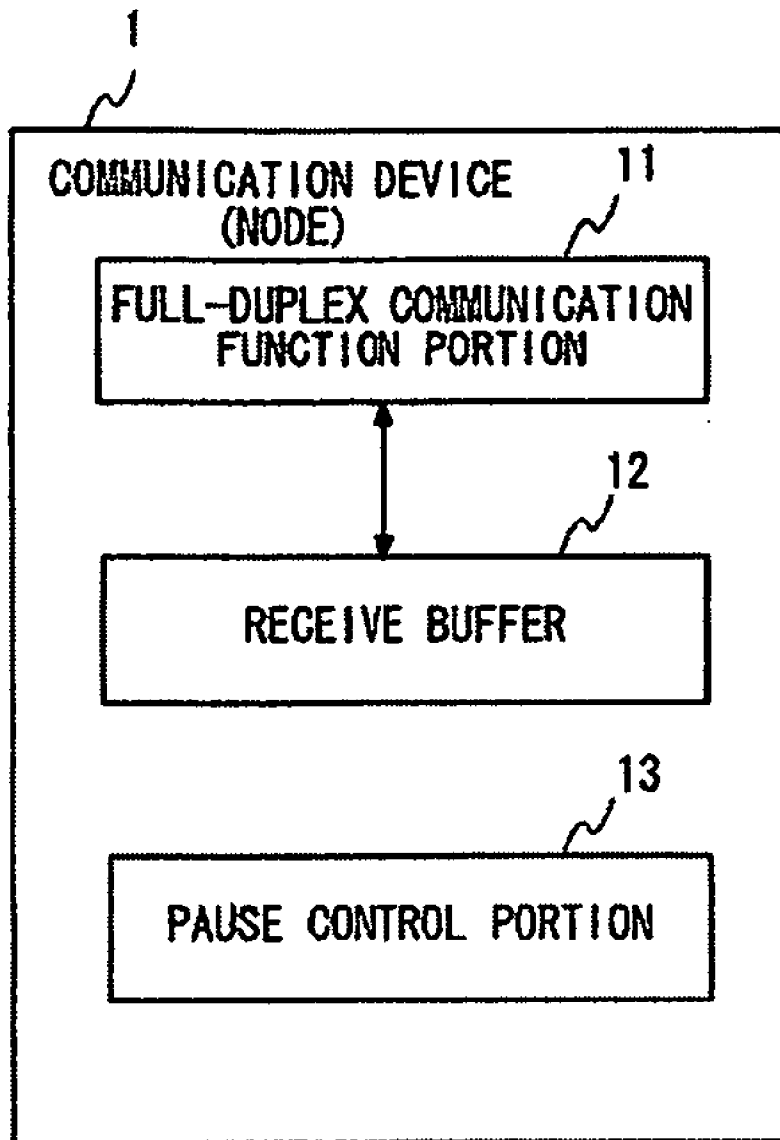 1
COMMUNICATION DEVICE
(NODE)
11
FULL-DUPLEX COMMUNICATION
FUNCTION PORTION
12
RECEIVE BUFFER
13
PAUSE CONTROL PORTION